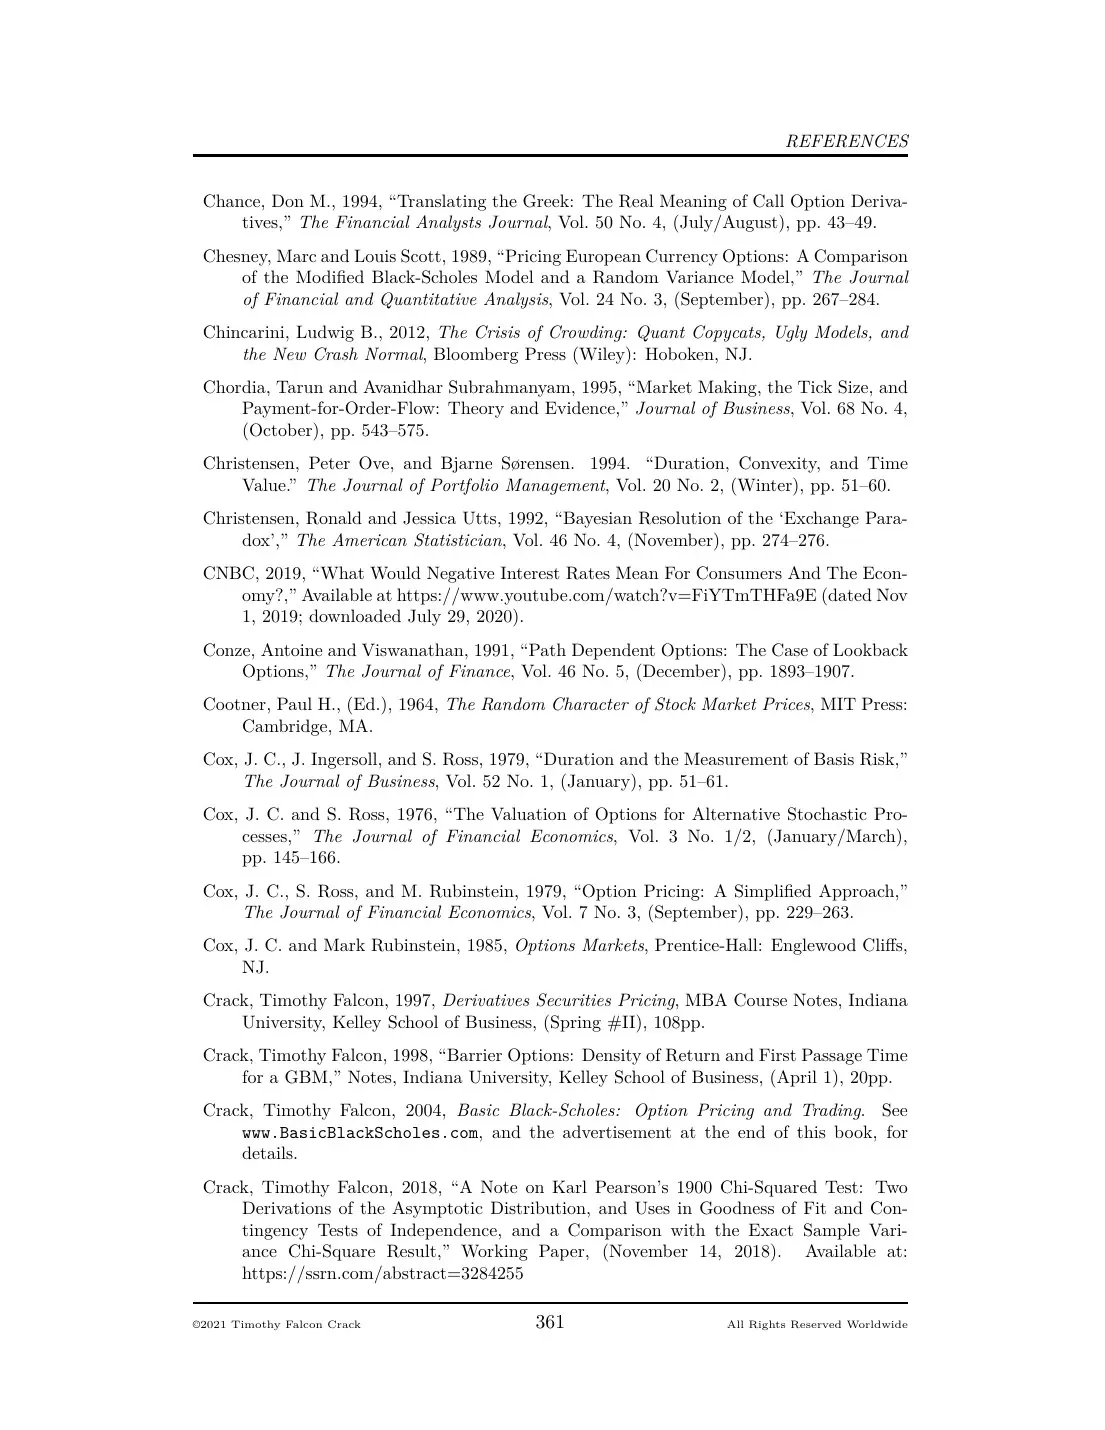 REFERENCES
Chance, Don M., 1994, “Translating the Greek: The Real Meaning of Call Option Deriva-
tives,” The Financial Analysts Journal, Vol. 50 No. 4, (July/August), pp. 43–49.
Chesney, Marc and Louis Scott, 1989, “Pricing European Currency Options: A Comparison
of the Modified Black-Scholes Model and a Random Variance Model,” The Journal
of Financial and Quantitative Analysis, Vol. 24 No. 3, (September), pp. 267–284.
Chincarini, Ludwig B., 2012, The Crisis of Crowding: Quant Copycats, Ugly Models, and
the New Crash Normal, Bloomberg Press (Wiley): Hoboken, NJ.
Chordia, Tarun and Avanidhar Subrahmanyam, 1995, “Market Making, the Tick Size, and
Payment-for-Order-Flow: Theory and Evidence,” Journal of Business, Vol. 68 No. 4,
(October), pp. 543–575.
Christensen, Peter Ove, and Bjarne Sørensen. 1994. “Duration, Convexity, and Time
Value.” The Journal of Portfolio Management, Vol. 20 No. 2, (Winter), pp. 51–60.
Christensen, Ronald and Jessica Utts, 1992, “Bayesian Resolution of the ‘Exchange Para-
dox’,” The American Statistician, Vol. 46 No. 4, (November), pp. 274–276.
CNBC, 2019, “What Would Negative Interest Rates Mean For Consumers And The Econ-
omy?,” Available at https://www.youtube.com/watch?v=FiYTmTHFa9E (dated Nov
1, 2019; downloaded July 29, 2020).
Conze, Antoine and Viswanathan, 1991, “Path Dependent Options: The Case of Lookback
Options,” The Journal of Finance, Vol. 46 No. 5, (December), pp. 1893–1907.
Cootner, Paul H., (Ed.), 1964, The Random Character of Stock Market Prices, MIT Press:
Cambridge, MA.
Cox, J. C., J. Ingersoll, and S. Ross, 1979, “Duration and the Measurement of Basis Risk,”
The Journal of Business, Vol. 52 No. 1, (January), pp. 51–61.
Cox, J. C. and S. Ross, 1976, “The Valuation of Options for Alternative Stochastic Pro-
cesses,” The Journal of Financial Economics, Vol. 3 No. 1/2, (January/March),
pp. 145–166.
Cox, J. C., S. Ross, and M. Rubinstein, 1979, “Option Pricing: A Simplified Approach,”
The Journal of Financial Economics, Vol. 7 No. 3, (September), pp. 229–263.
Cox, J. C. and Mark Rubinstein, 1985, Options Markets, Prentice-Hall: Englewood Cliffs,
NJ.
Crack, Timothy Falcon, 1997, Derivatives Securities Pricing, MBA Course Notes, Indiana
University, Kelley School of Business, (Spring #II), 108pp.
Crack, Timothy Falcon, 1998, “Barrier Options: Density of Return and First Passage Time
for a GBM,” Notes, Indiana University, Kelley School of Business, (April 1), 20pp.
Crack, Timothy Falcon, 2004, Basic Black-Scholes: Option Pricing and Trading. See
www.BasicBlackScholes.com, and the advertisement at the end of this book, for
details.
Crack, Timothy Falcon, 2018, “A Note on Karl Pearson’s 1900 Chi-Squared Test: Two
Derivations of the Asymptotic Distribution, and Uses in Goodness of Fit and Con-
tingency Tests of Independence, and a Comparison with the Exact Sample Vari-
ance Chi-Square Result,” Working Paper, (November 14, 2018). Available at:
https://ssrn.com/abstract=3284255
©2021 Timothy Falcon Crack 361 All Rights Reserved Worldwide